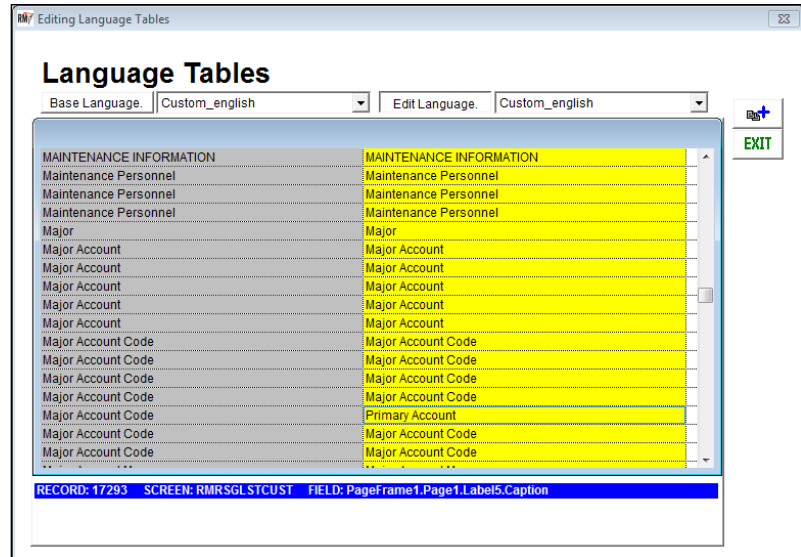 RM Editing Language Tables
Language Tables
Base Language. Custom_english Edit Language. Custom_english
EXIT
MAINTENANCE INFORMATION MAINTENANCE INFORMATION
Maintenance Personnel Maintenance Personnel
Maintenance Personnel Maintenance Personnel
Maintenance Personnel Maintenance Personnel
Major Major
Major Account Major Account
Major Account Major Account
Major Account Major Account
Major Account Major Account
Major Account Major Account
Major Account Code Major Account Code
Major Account Code Major Account Code
Major Account Code Major Account Code
Major Account Code Major Account Code
Major Account Code Primary Account
Major Account Code Major Account Code
Major Account Code Major Account Code
RECORD: 17293 SCREEN: RMRSGLSTCUST FIELD: PageFrame1.Page1.Label5.Caption